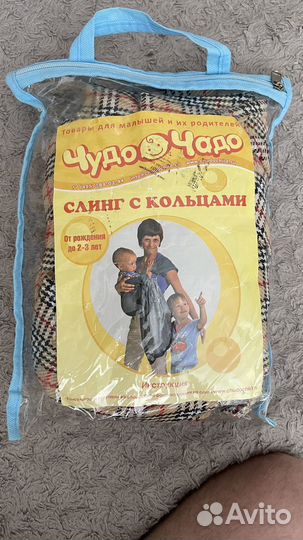 Товары для малышей и их родителей
ЧУДО ЧАДО
СЛИНГ С КОЛЬЦАМИ
От рождения
до 2-3 лет
Инструкция
Avito